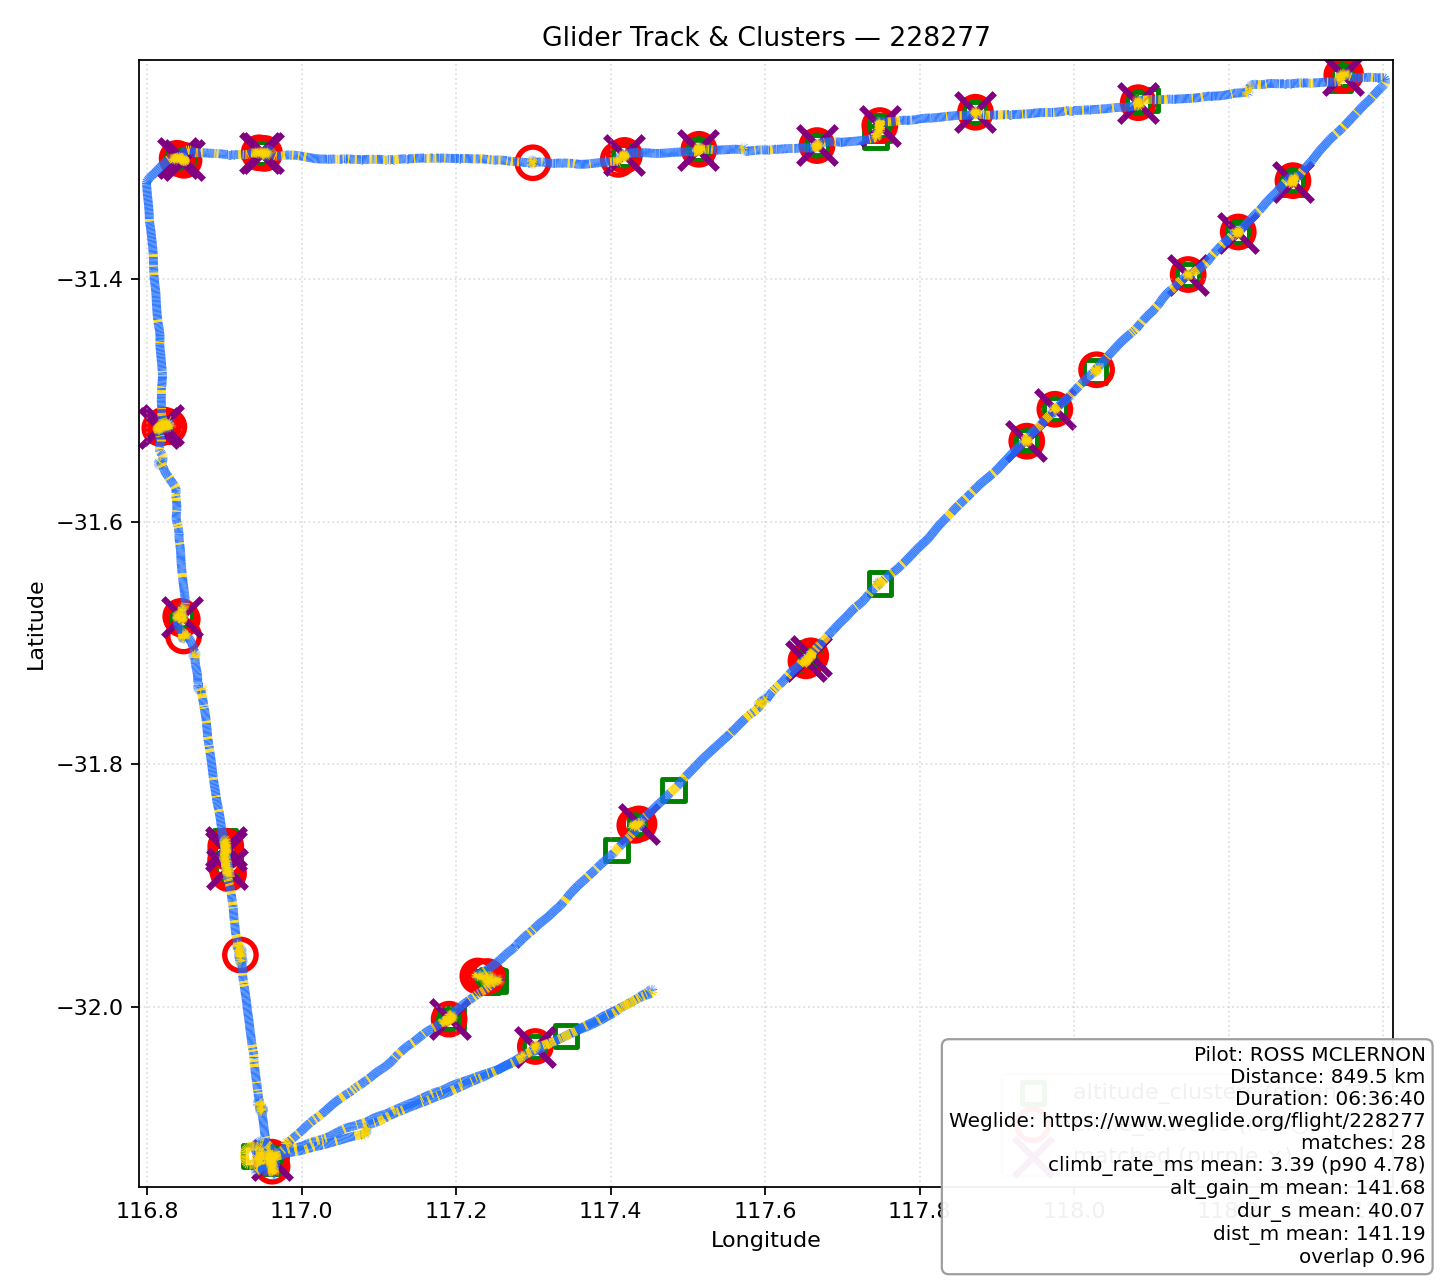 Glider Track & Clusters — 228277
−31.4
−31.6
−31.8
−32.0
Latitude
116.8
117.0
117.2
117.4
117.6
117.8
118.0
Longitude
altitude_cluste
matched (purple
Pilot: ROSS MCLERNON
Distance: 849.5 km
Duration: 06:36:40
Weglide: https://www.weglide.org/flight/228277
matches: 28
climb_rate_ms mean: 3.39 (p90 4.78)
alt_gain_m mean: 141.68
dur_s mean: 40.07
dist_m mean: 141.19
overlap 0.96